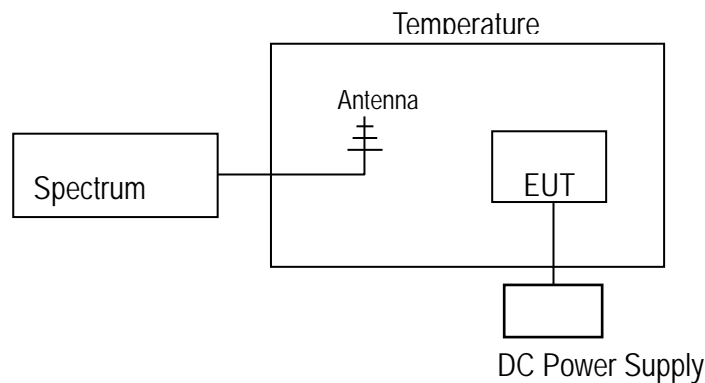 Temperature
Antenna
Spectrum
EUT
DC Power Supply